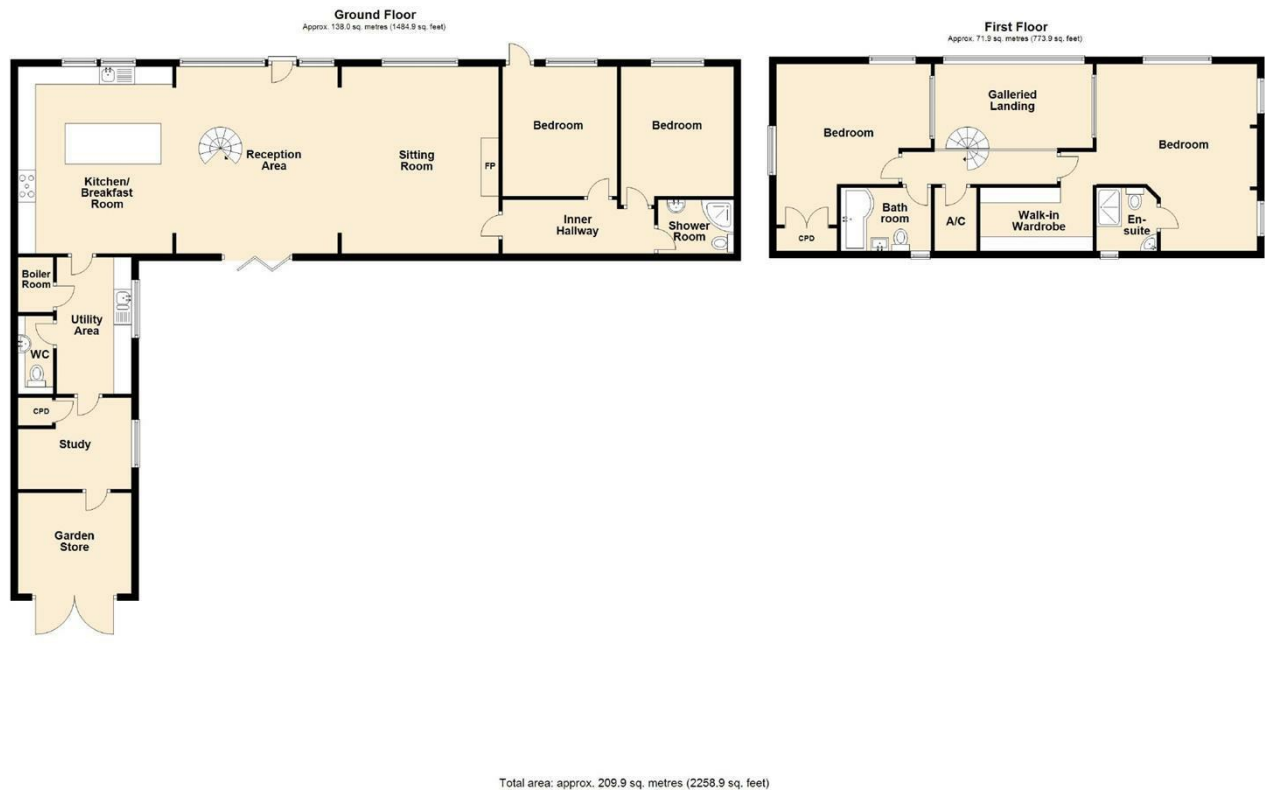 Ground Floor
Approx. 138.0 sq. metres (1484.9 sq. feet)
Kitchen/
Breakfast
Room
Reception
Area
Sitting
Room
FP
Bedroom
Bedroom
Inner
Hallway
Shower
Room
Boiler
Room
Utility
Area
WC
CPD
Study
Garden
Store
First Floor
Approx. 71.9 sq. metres (773.9 sq. feet)
Bedroom
Galleried
Landing
Bedroom
CPD
Bath
room
A/C
Walk-in
Wardrobe
En-
suite
Total area: approx. 209.9 sq. metres (2258.9 sq. feet)